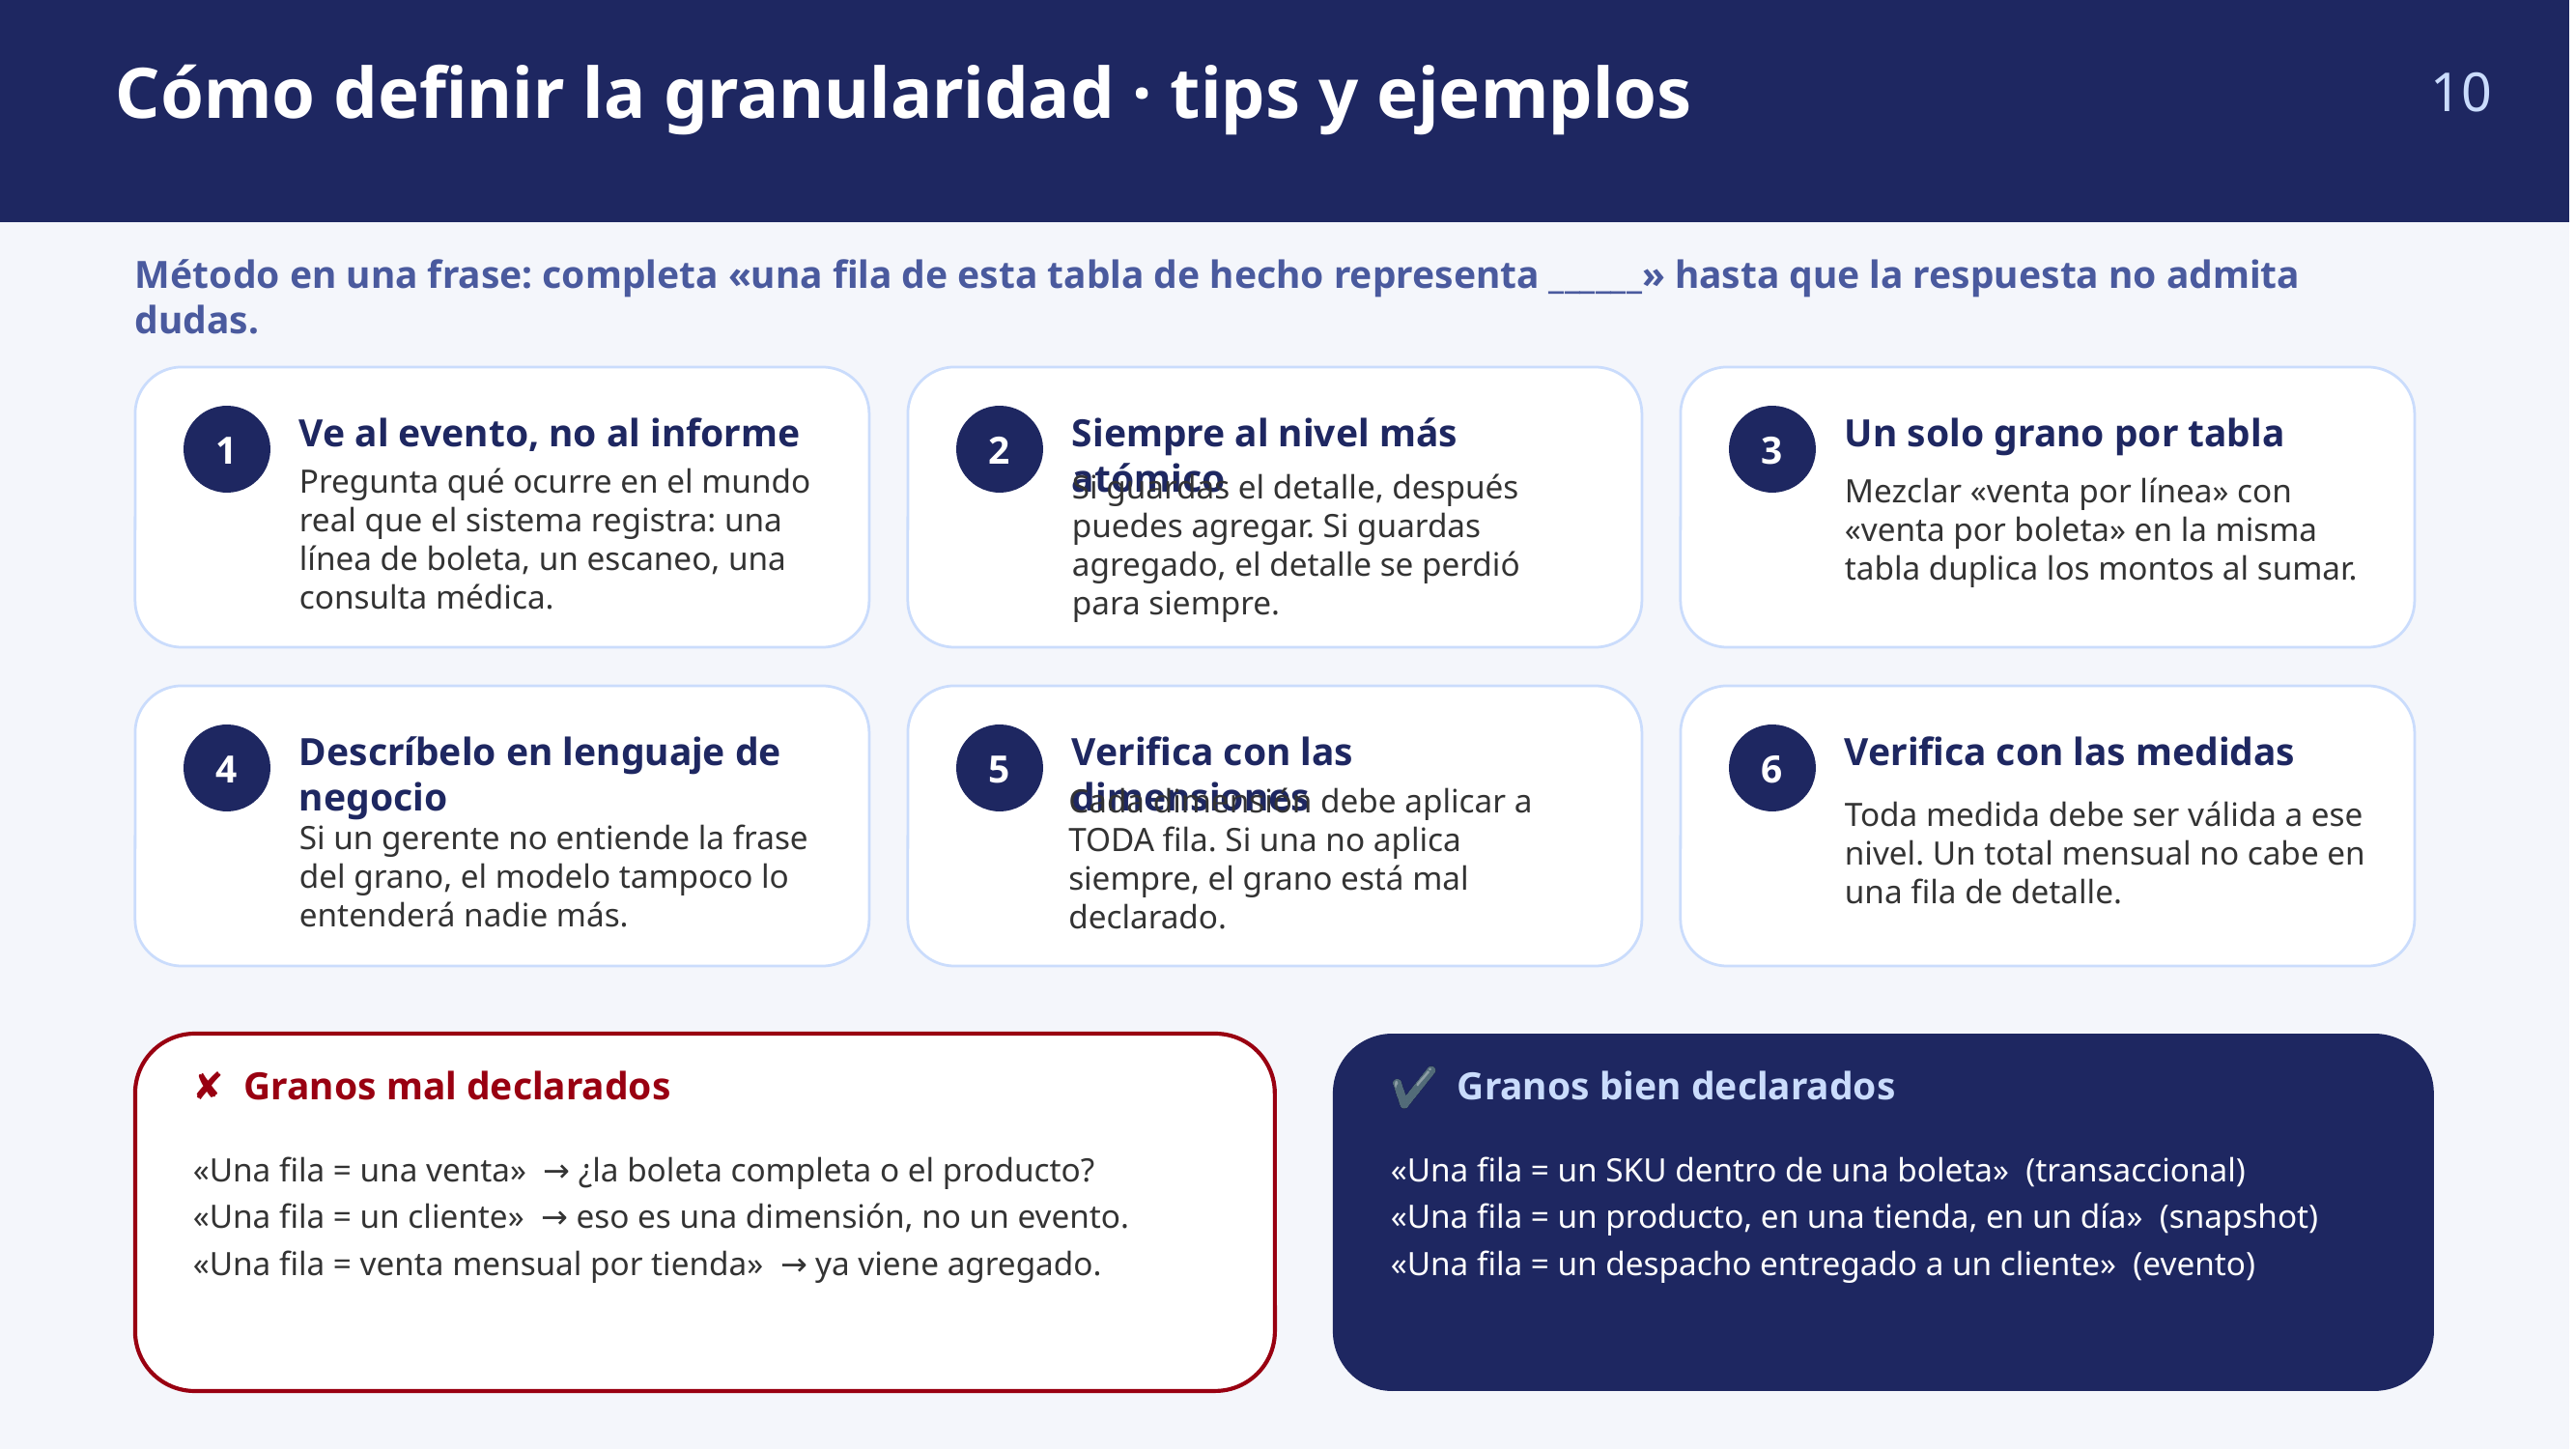 Cómo definir la granularidad · tips y ejemplos
10
Método en una frase: completa «una fila de esta tabla de hecho representa ______» hasta que la respuesta no admita
dudas.
1
Ve al evento, no al informe
Pregunta qué ocurre en el mundo
real que el sistema registra: una
línea de boleta, un escaneo, una
consulta médica.
2
Siempre al nivel más
atómico
Si guardas el detalle, después
puedes agregar. Si guardas
agregado, el detalle se perdió
para siempre.
3
Un solo grano por tabla
Mezclar «venta por línea» con
«venta por boleta» en la misma
tabla duplica los montos al sumar.
4
Descríbelo en lenguaje de
negocio
Si un gerente no entiende la frase
del grano, el modelo tampoco lo
entenderá nadie más.
5
Verifica con las
dimensiones
Cada dimensión debe aplicar a
TODA fila. Si una no aplica
siempre, el grano está mal
declarado.
6
Verifica con las medidas
Toda medida debe ser válida a ese
nivel. Un total mensual no cabe en
una fila de detalle.
✘ Granos mal declarados
«Una fila = una venta» → ¿la boleta completa o el producto?
«Una fila = un cliente» → eso es una dimensión, no un evento.
«Una fila = venta mensual por tienda» → ya viene agregado.
✔ Granos bien declarados
«Una fila = un SKU dentro de una boleta» (transaccional)
«Una fila = un producto, en una tienda, en un día» (snapshot)
«Una fila = un despacho entregado a un cliente» (evento)